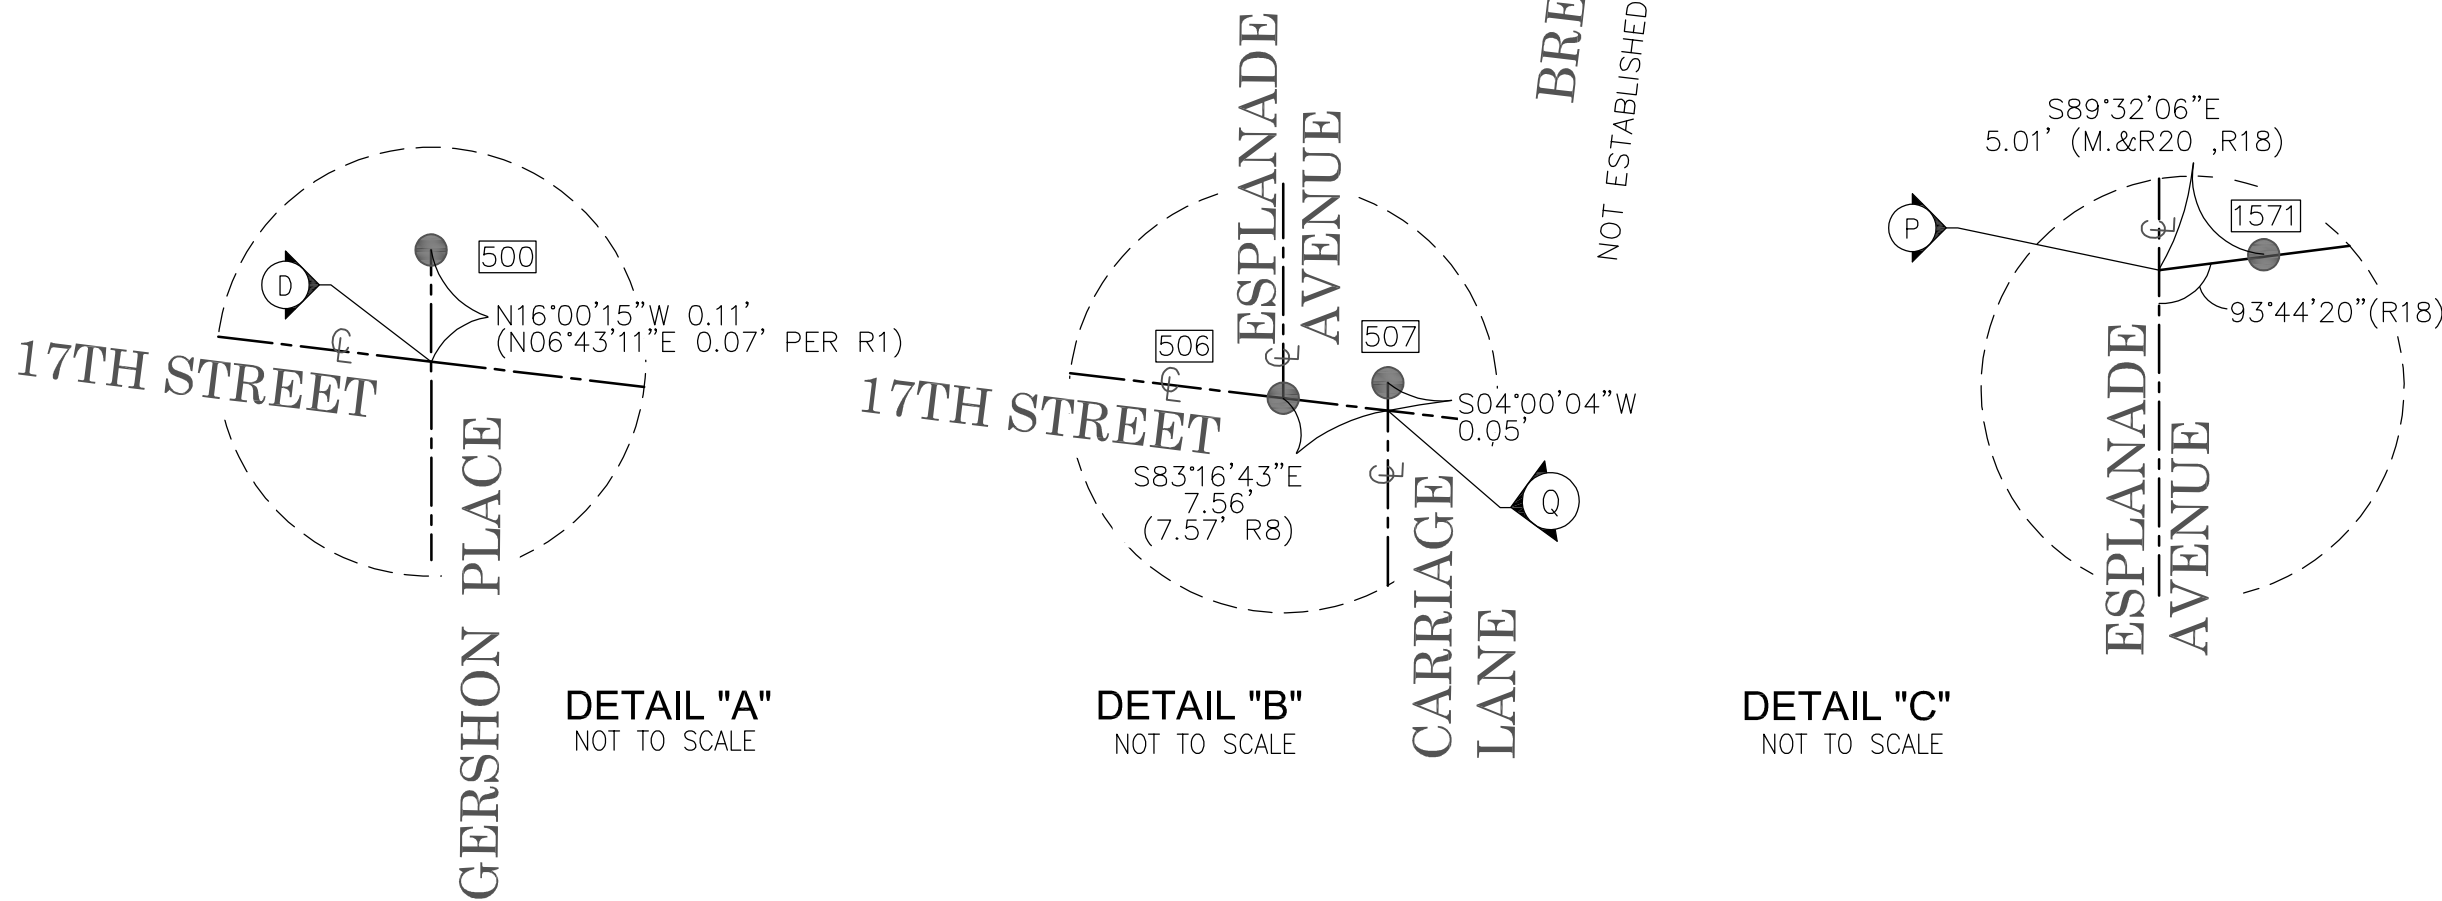 D
500
N16°00'15"W 0.11'
(N06°43'11"E 0.07' PER R1)
℄
17TH STREET
GERSHON PLACE
DETAIL "A"
NOT TO SCALE
ESPLANADE
AVENUE
BRE
NOT ESTABLISHED
506
507
℄
℄
17TH STREET
S04°00'04"W
0.05'
S83°16'43"E
7.56'
(7.57' R8)
℄
Q
CARRIAGE
LANE
DETAIL "B"
NOT TO SCALE
S89°32'06"E
5.01' (M.&R20 ,R18)
P
℄
1571
93°44'20"(R18)
ESPLANADE
AVENUE
DETAIL "C"
NOT TO SCALE